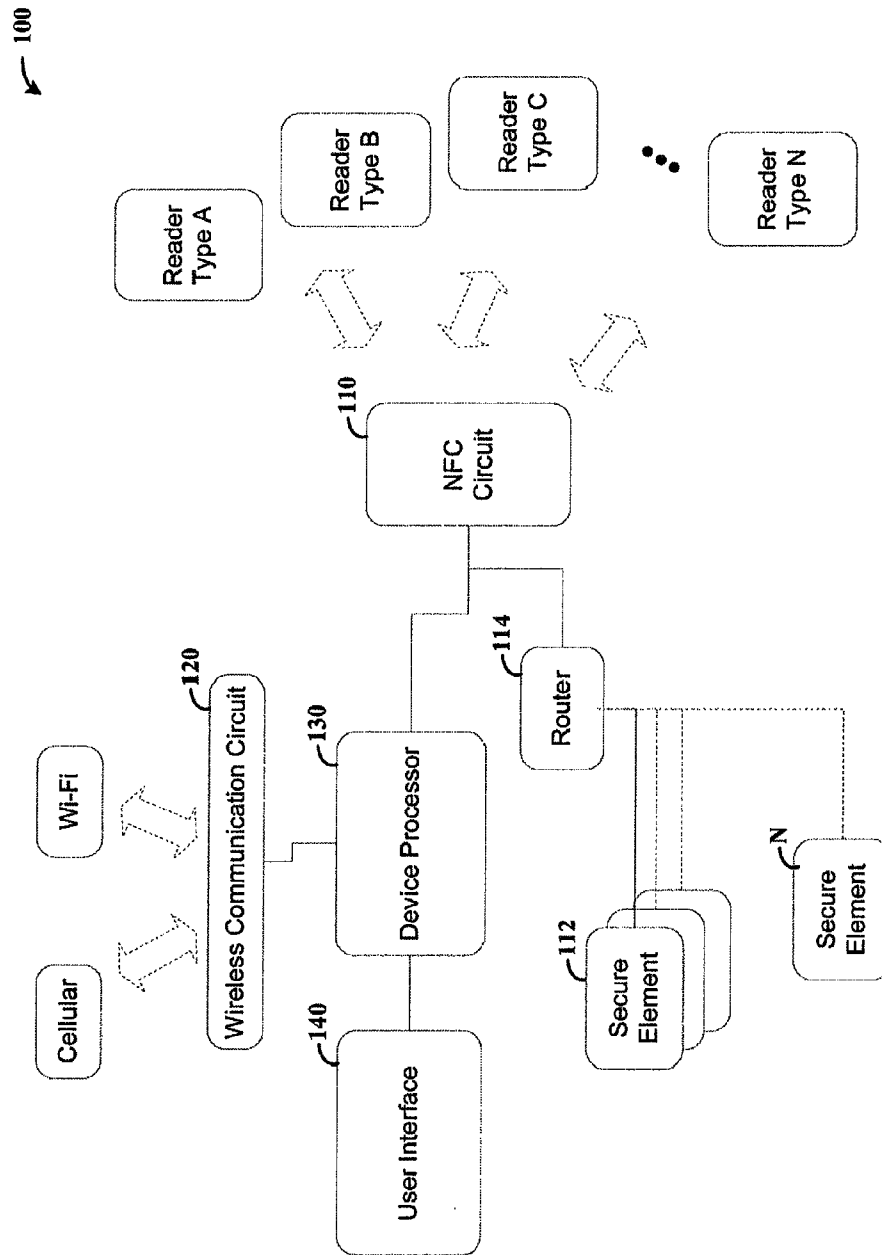 100
Cellular
Wi-Fi
120
Wireless Communication Circuit
140
User Interface
130
Device Processor
110
NFC
Circuit
Reader
Type A
Reader
Type B
Reader
Type C
Reader
Type N
114
Router
112
Secure
Element
N
Secure
Element